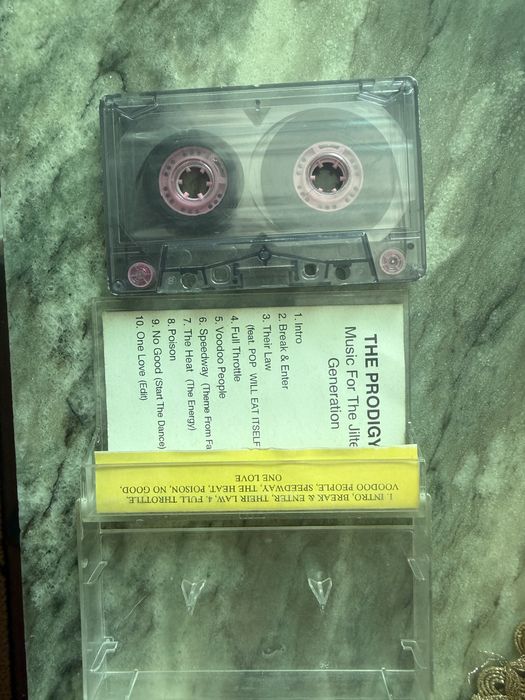 THE PRODIGY
Music For The Jilte
Generation
1. Intro
2. Break & Enter
3. Their Law
(feat. POP WILL EAT ITSELF
4. Full Throttle
5. Voodoo People
6. Speedway (Theme From Fa
7. The Heat (The Energy)
8. Poison
9. No Good (Start The Dance)
10. One Love (Edit)
1. INTRO, BREAK & ENTER, THEIR LAW, 4. FULL THROTTLE.
VOODOO PEOPLE, SPEEDWAY, THE HEAT, POISON, NO GOOD,
ONE LOVE